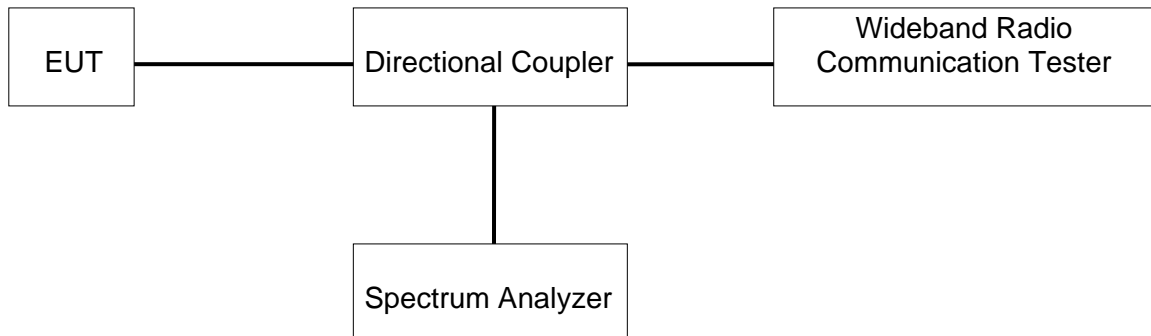 EUT
Directional Coupler
Wideband Radio
Communication Tester
Spectrum Analyzer